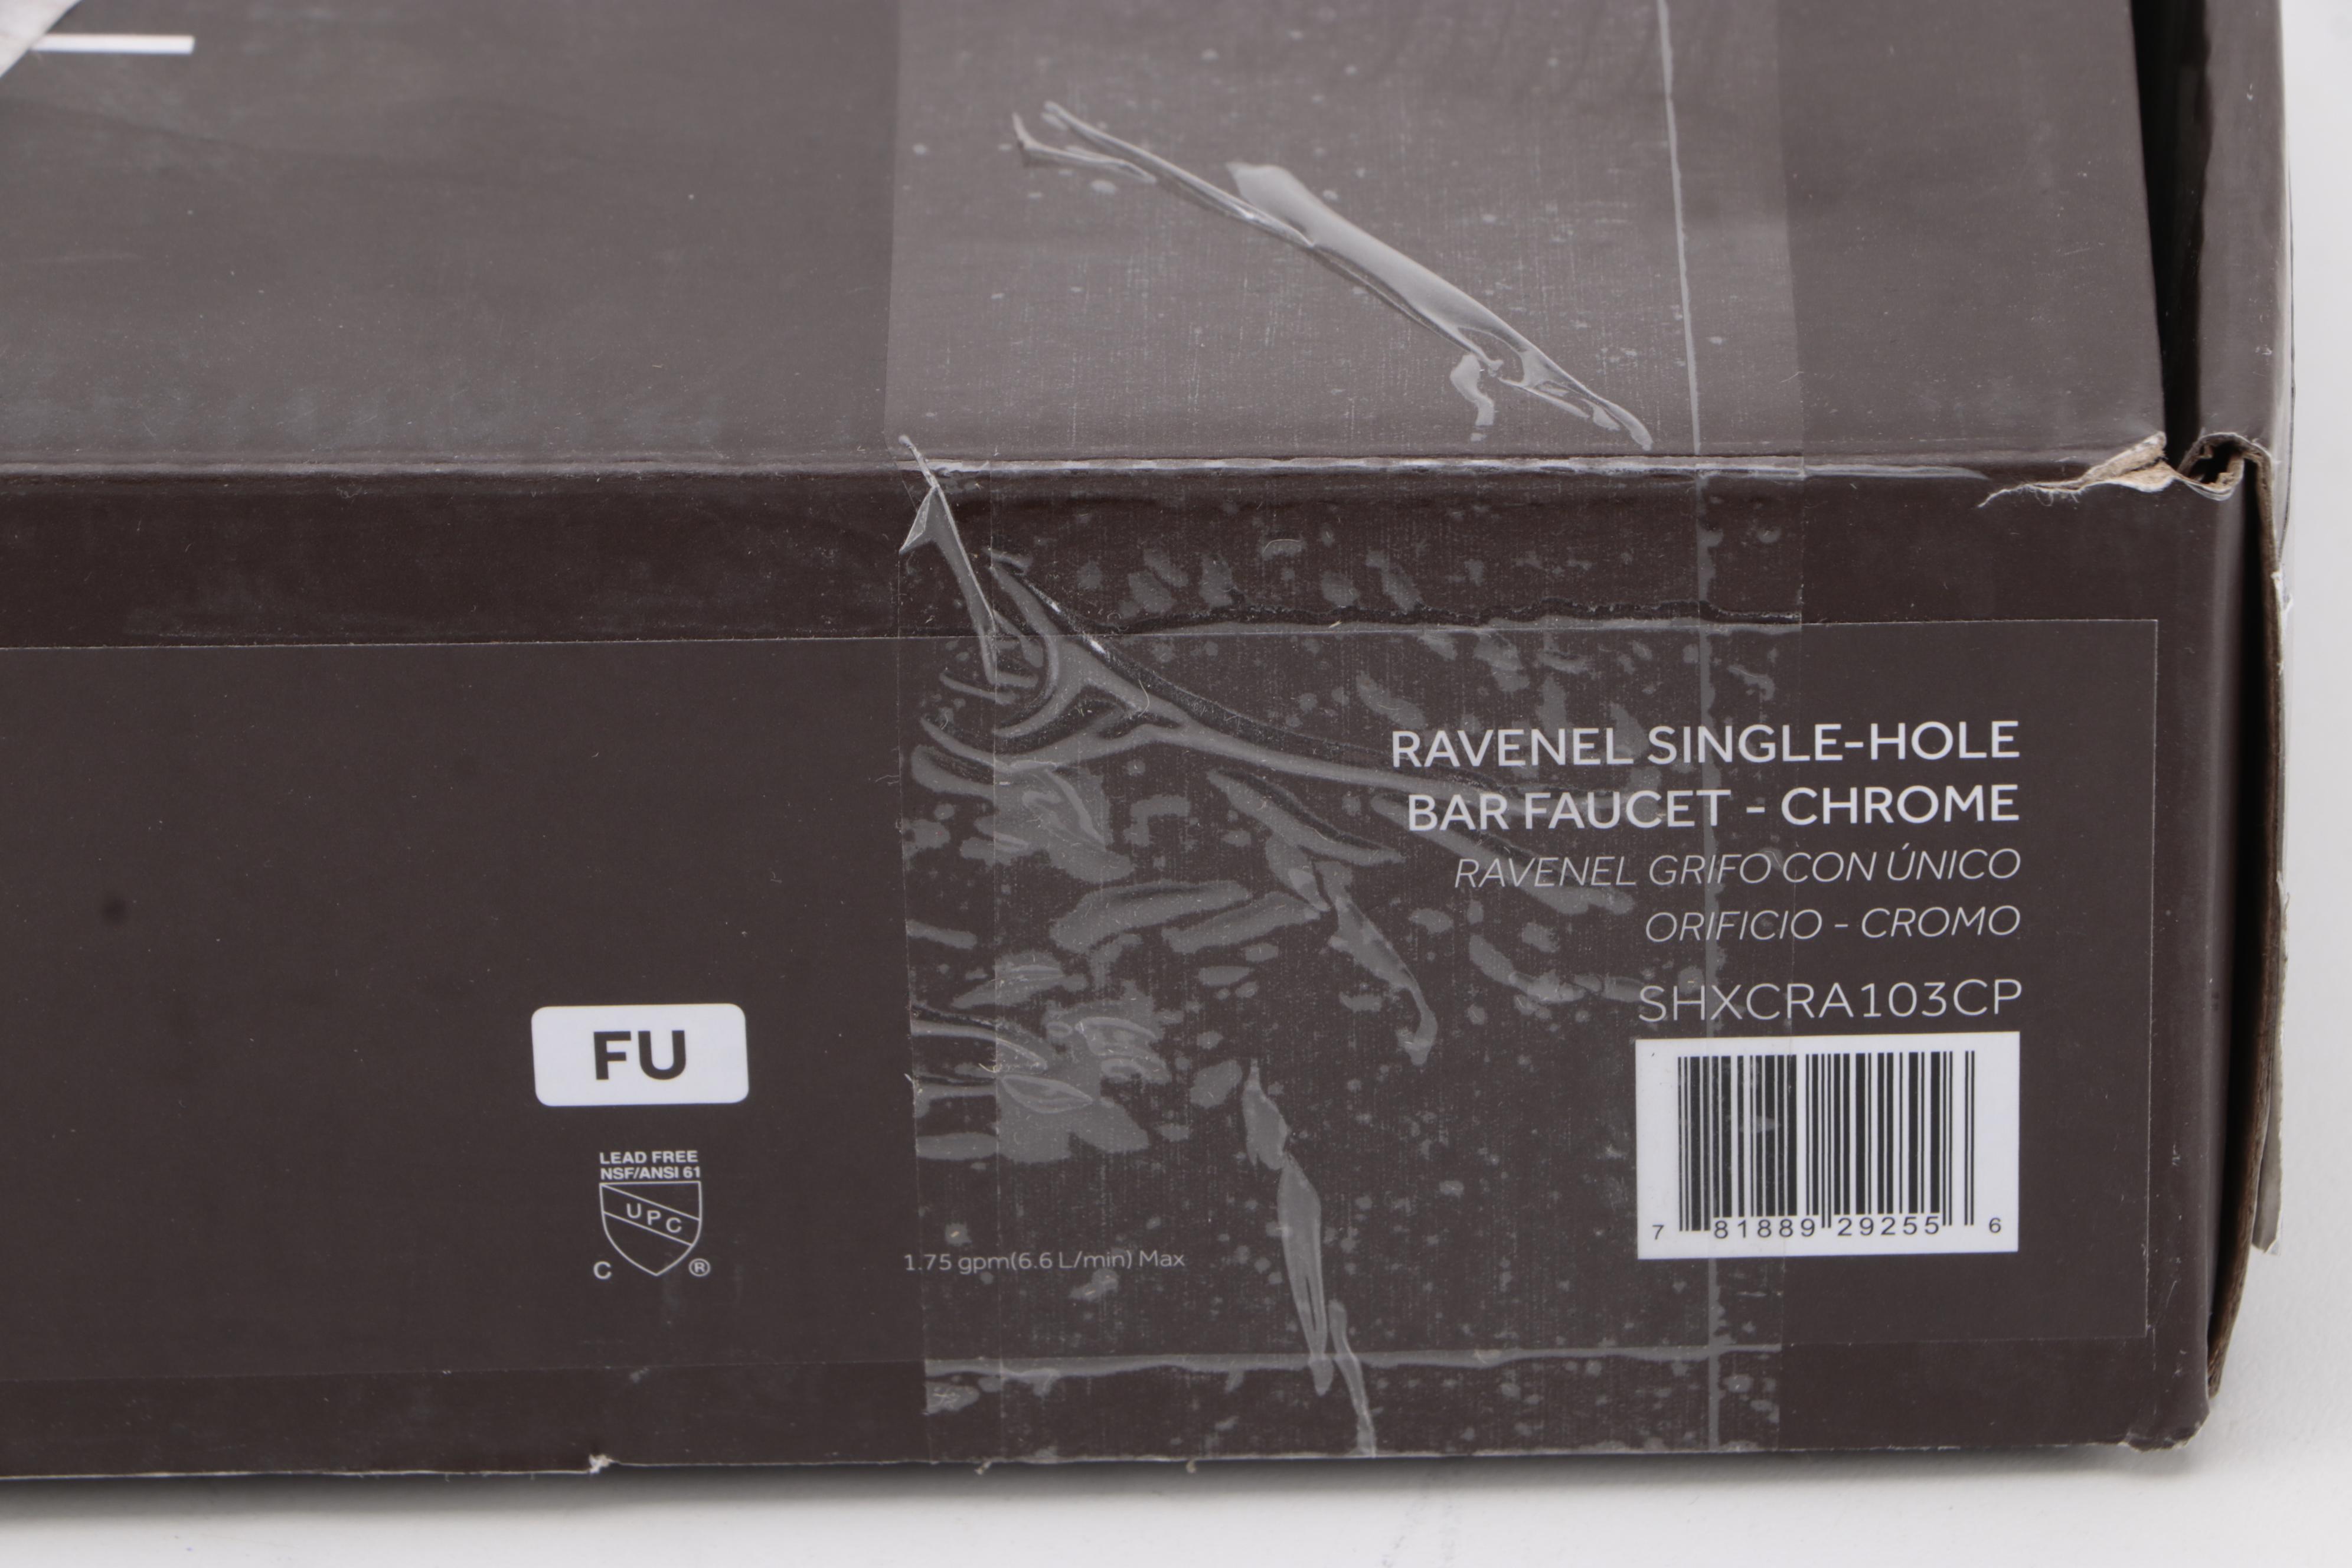 RAVENEL SINGLE-HOLE
BAR FAUCET - CHROME
RAVENEL GRIFO CON ÚNICO
ORIFICIO - CROMO
SHXCRA103CP
7 81889 29255 6
FU
LEAD FREE
NSF/ANSI 61
UPC
C ®
1.75 gpm(6.6 L/min) Max